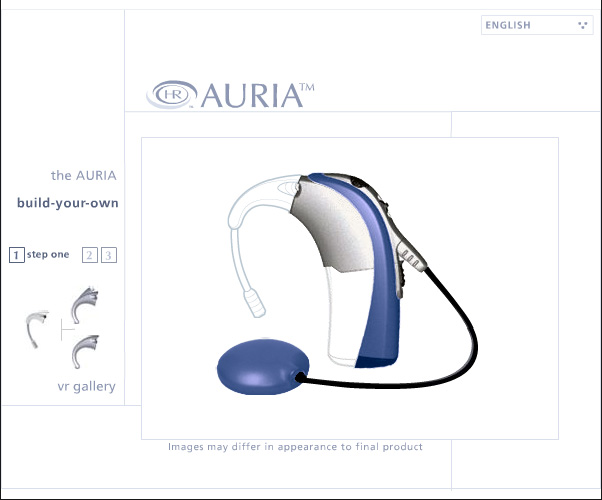 ENGLISH
HR AURIA™
the AURIA
build-your-own
1 step one 2 3
vr gallery
Images may differ in appearance to final product